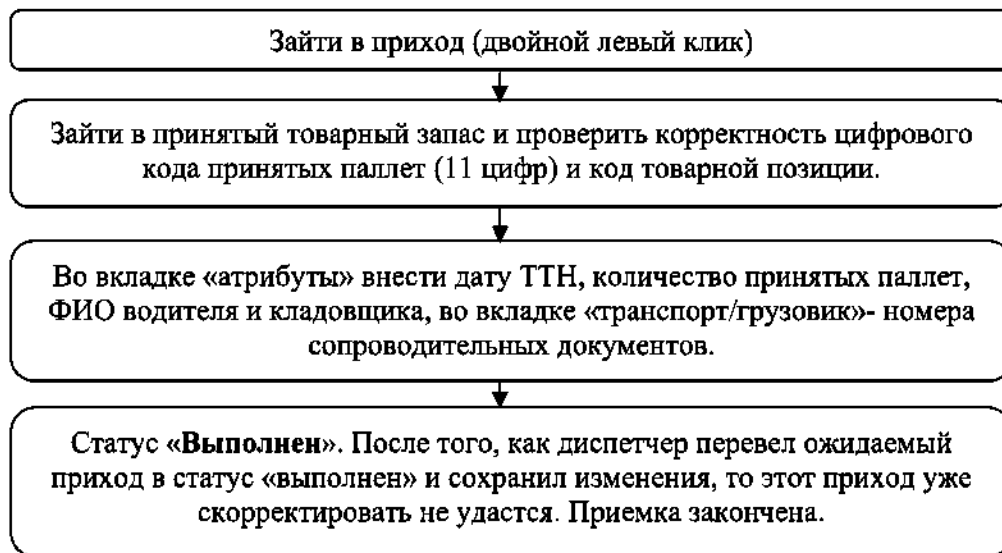 Зайти в приход (двойной левый клик)
Зайти в принятый товарный запас и проверить корректность цифрового
кода принятых паллет (11 цифр) и код товарной позиции.
Во вкладке «атрибуты» внести дату ТТН, количество принятых паллет,
ФИО водителя и кладовщика, во вкладке «транспорт/грузовик»- номера
сопроводительных документов.
Статус «Выполнен». После того, как диспетчер перевел ожидаемый
приход в статус «выполнен» и сохранил изменения, то этот приход уже
скорректировать не удастся. Приемка закончена.